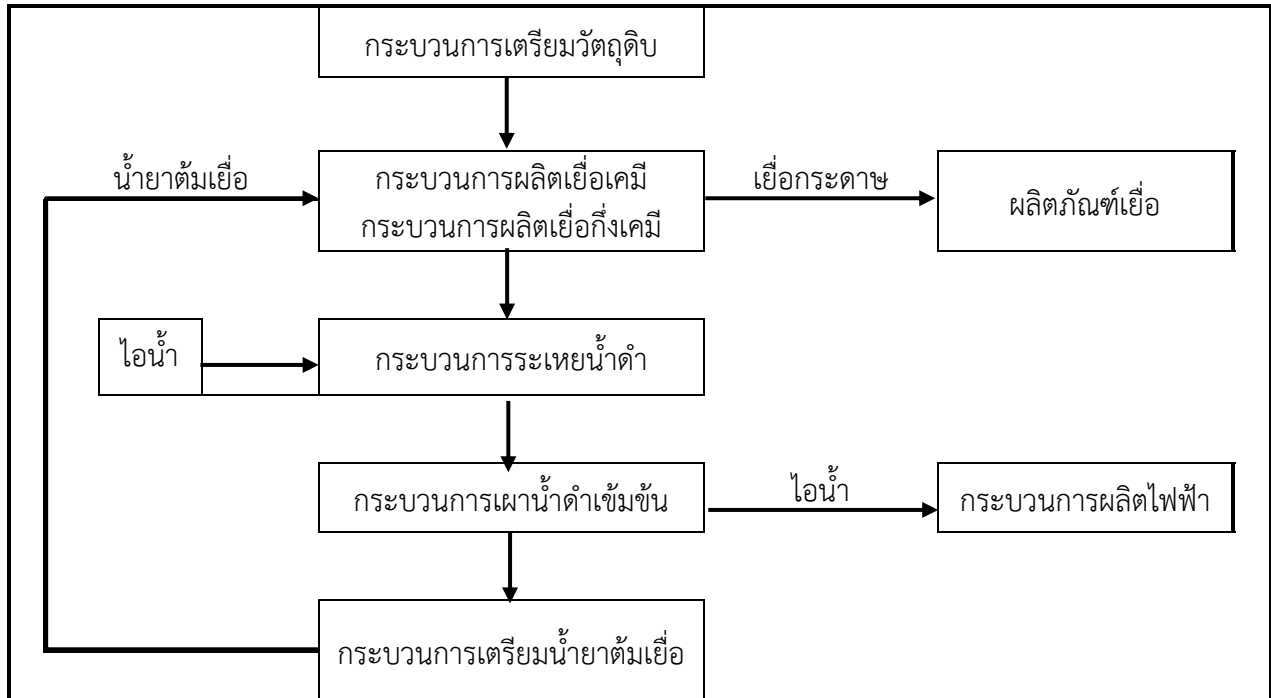 กระบวนการเตรียมวัตถุดิบ
น้ำยาต้มเยื่อ
กระบวนการผลิตเยื่อเคมี
กระบวนการผลิตเยื่อกึ่งเคมี
เยื่อกระดาษ
ผลิตภัณฑ์เยื่อ
ไอน้ำ
กระบวนการระเหยน้ำดำ
กระบวนการเผาน้ำดำเข้มข้น
ไอน้ำ
กระบวนการผลิตไฟฟ้า
กระบวนการเตรียมน้ำยาต้มเยื่อ